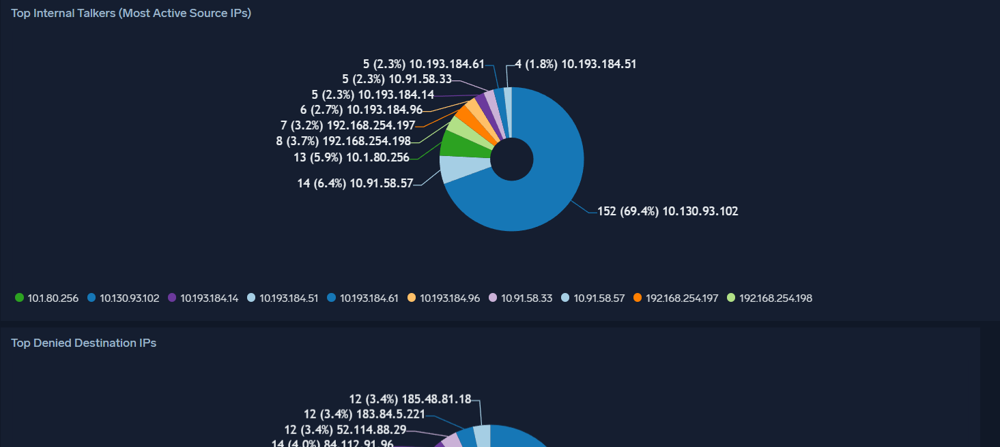 Top Internal Talkers (Most Active Source IPs)
5 (2.3%) 10.193.184.61
4 (1.8%) 10.193.184.51
5 (2.3%) 10.91.58.33
5 (2.3%) 10.193.184.14
6 (2.7%) 10.193.184.96
7 (3.2%) 192.168.254.197
8 (3.7%) 192.168.254.198
13 (5.9%) 10.1.80.256
14 (6.4%) 10.91.58.57
152 (69.4%) 10.130.93.102
10.1.80.256 10.130.93.102 10.193.184.14 10.193.184.51 10.193.184.61 10.193.184.96 10.91.58.33 10.91.58.57 192.168.254.197 192.168.254.198
Top Denied Destination IPs
12 (3.4%) 185.48.81.18
12 (3.4%) 183.84.5.221
12 (3.4%) 52.114.88.29
14 (4.0%) 84.112.91.96